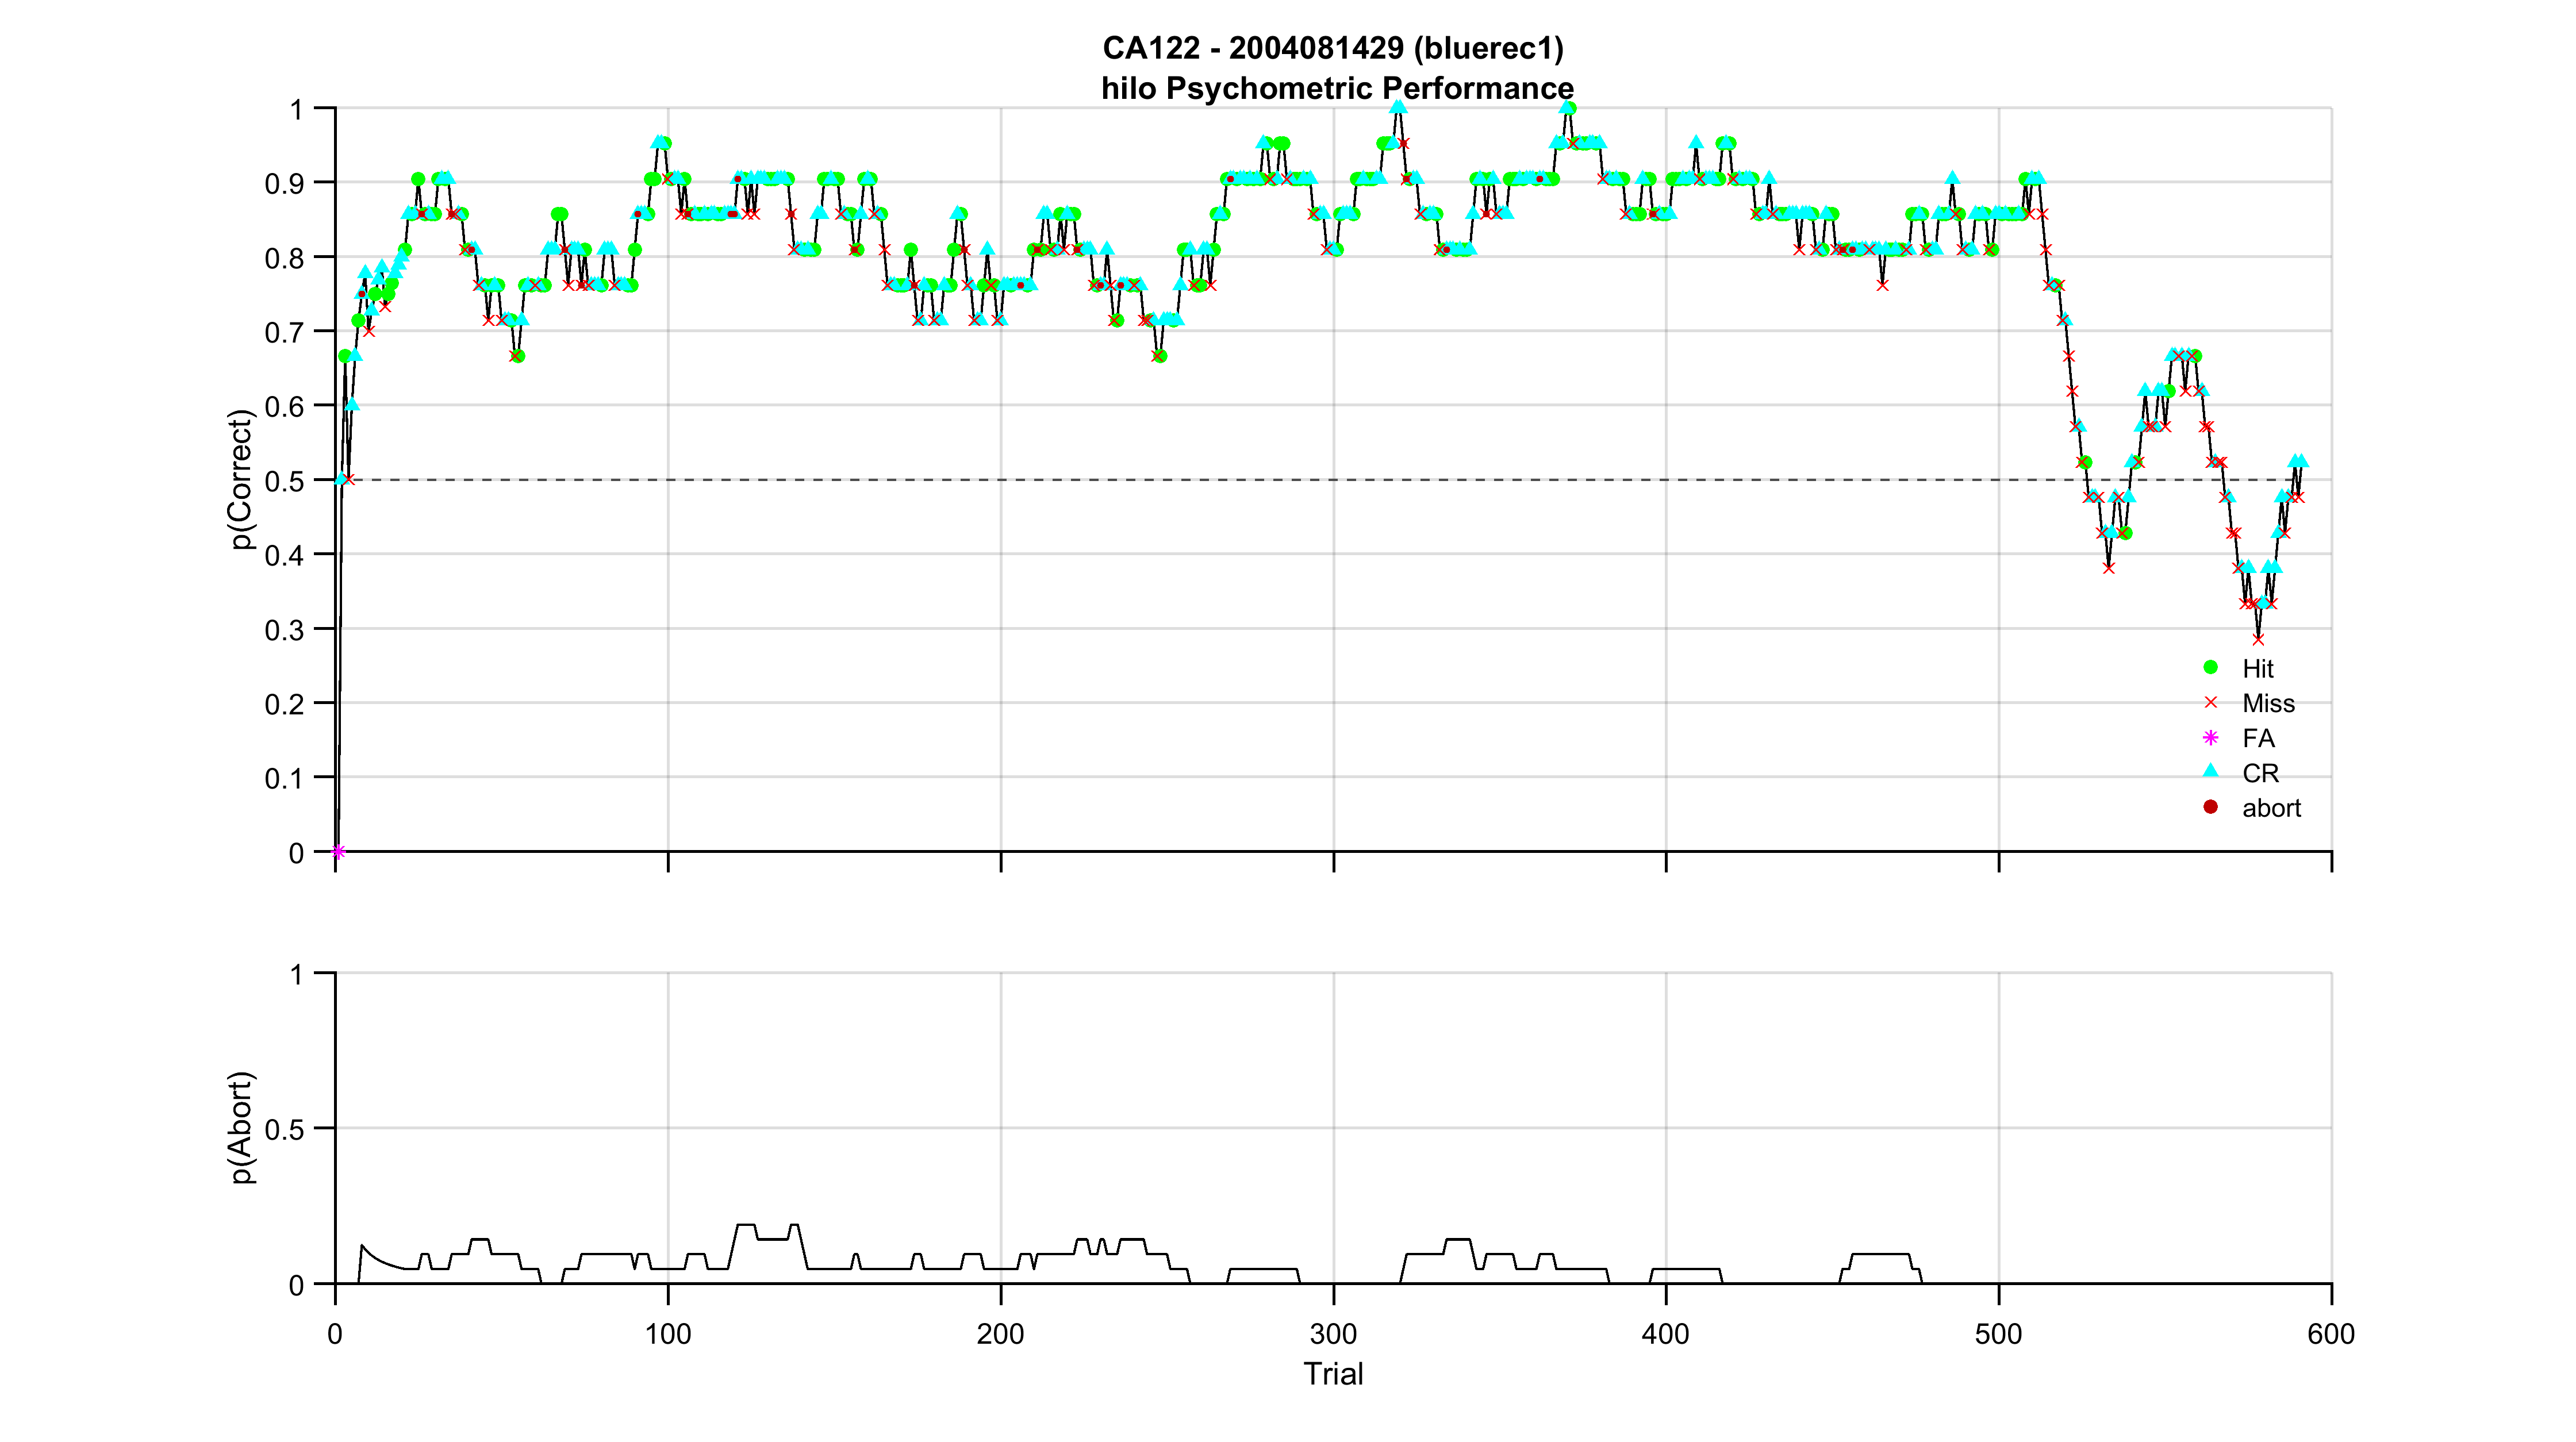 CA122 - 2004081429 (bluerec1)
hilo Psychometric Performance
1
0.9
0.8
0.7
0.6
0.5
0.4
0.3
0.2
0.1
0
p(Correct)
Hit
Miss
FA
CR
abort
1
0.5
0
p(Abort)
0 100 200 300 400 500 600
Trial